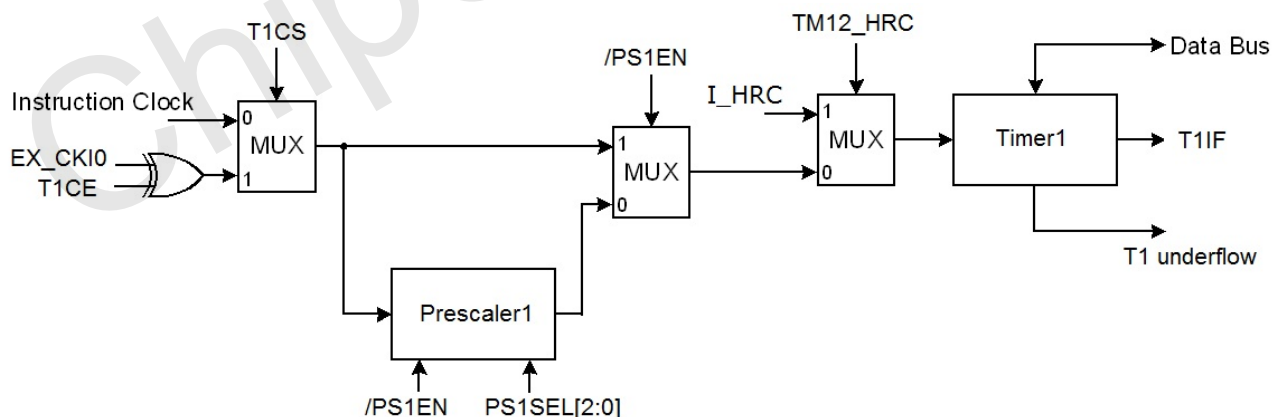 T1CS
TM12_HRC
/PS1EN
Data Bus
Instruction Clock
0
MUX
I_HRC
1
MUX
Timer1
T1IF
EX_CKI0
T1CE
1
1
MUX
0
0
T1 underflow
Prescaler1
/PS1EN
PS1SEL[2:0]